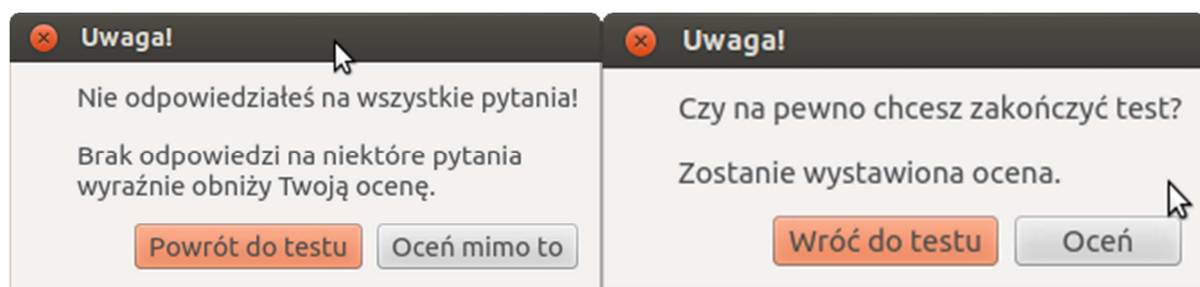 Uwaga!
Nie odpowiedziałeś na wszystkie pytania!
Brak odpowiedzi na niektóre pytania
wyraźnie obniży Twoją ocenę.
Powrót do testu
Oceń mimo to
Uwaga!
Czy na pewno chcesz zakończyć test?
Zostanie wystawiona ocena.
Wróć do testu
Oceń